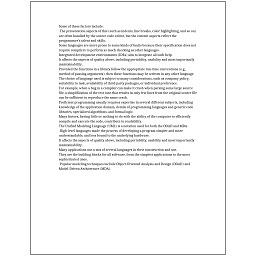 Some of these factors include:
The presentation aspects of this (such as indents, line breaks, color highlighting, and so on) are often handled by the source code editor, but the content aspects reflect the programmer's talent and skills.
Some languages are more prone to some kinds of faults because their specification does not require compilers to perform as much checking as other languages.
Integrated development environments (IDEs) aim to integrate all such help.
It affects the aspects of quality above, including portability, usability and most importantly maintainability.
Provided the functions in a library follow the appropriate run-time conventions (e.g., method of passing arguments), then these functions may be written in any other language.
The choice of language used is subject to many considerations, such as company policy, suitability to task, availability of third-party packages, or individual preference.
For example, when a bug in a compiler can make it crash when parsing some large source file, a simplification of the test case that results in only few lines from the original source file can be sufficient to reproduce the same crash.
Proficient programming usually requires expertise in several different subjects, including knowledge of the application domain, details of programming languages and generic code libraries, specialized algorithms, and formal logic.
Many factors, having little or nothing to do with the ability of the computer to efficiently compile and execute the code, contribute to readability.
The Unified Modeling Language (UML) is a notation used for both the OOAD and MDA.
High-level languages made the process of developing a program simpler and more understandable, and less bound to the underlying hardware.
It affects the aspects of quality above, including portability, usability and most importantly maintainability.
Many applications use a mix of several languages in their construction and use.
They are the building blocks for all software, from the simplest applications to the most sophisticated ones.
Popular modeling techniques include Object-Oriented Analysis and Design (OOAD) and Model-Driven Architecture (MDA).